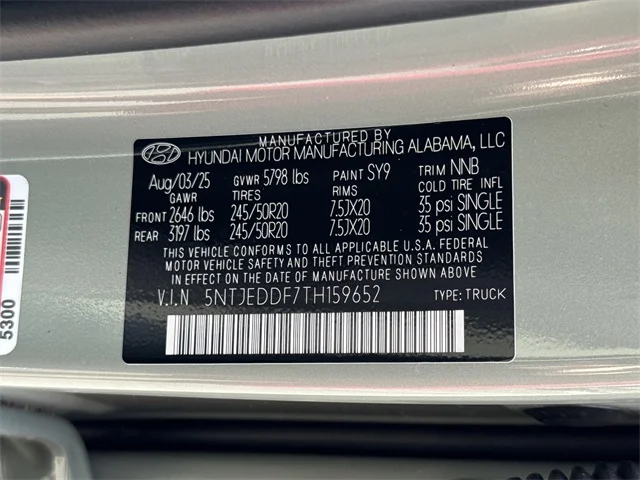 MANUFACTURED BY
HYUNDAI MOTOR MANUFACTURING ALABAMA, LLC
Aug/03/25 GVWR 5798 lbs PAINT SY9 TRIM NNB
TIRES RIMS COLD TIRE INFL
FRONT 2646 lbs 245/50R20 7.5JX20 35 psi SINGLE
REAR 3197 lbs 245/50R20 7.5JX20 35 psi SINGLE
THIS VEHICLE CONFORMS TO ALL APPLICABLE U.S.A. FEDERAL
MOTOR VEHICLE SAFETY AND THEFT PREVENTION STANDARDS
IN EFFECT ON THE DATE OF MANUFACTURE SHOWN ABOVE.
V.I.N 5NTJEDDF7TH159652 TYPE: TRUCK
5300